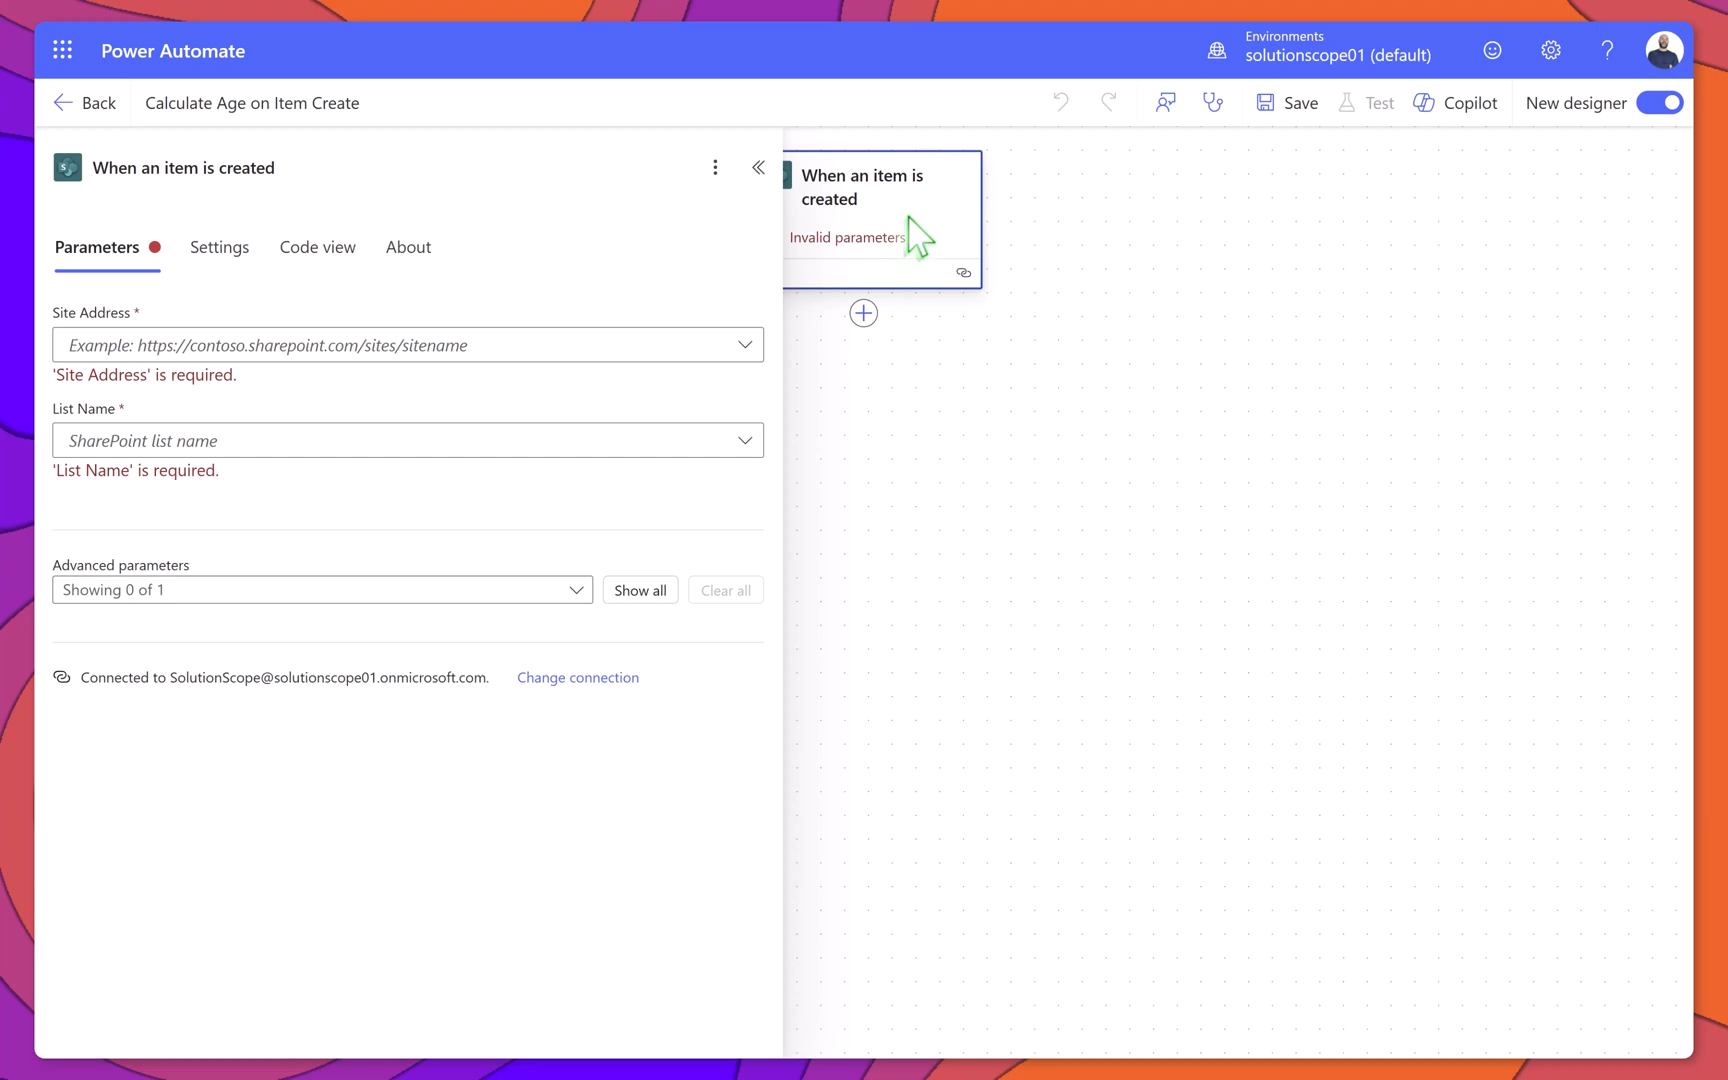 Power Automate
Environments
solutionscope01 (default)
Back
Calculate Age on Item Create
Save
Test
Copilot
New designer
When an item is created
Parameters
Settings
Code view
About
Site Address *
Example: https://contoso.sharepoint.com/sites/sitename
'Site Address' is required.
List Name *
SharePoint list name
'List Name' is required.
Advanced parameters
Showing 0 of 1
Show all
Clear all
Connected to SolutionScope@solutionscope01.onmicrosoft.com.
Change connection
When an item is
created
Invalid parameters